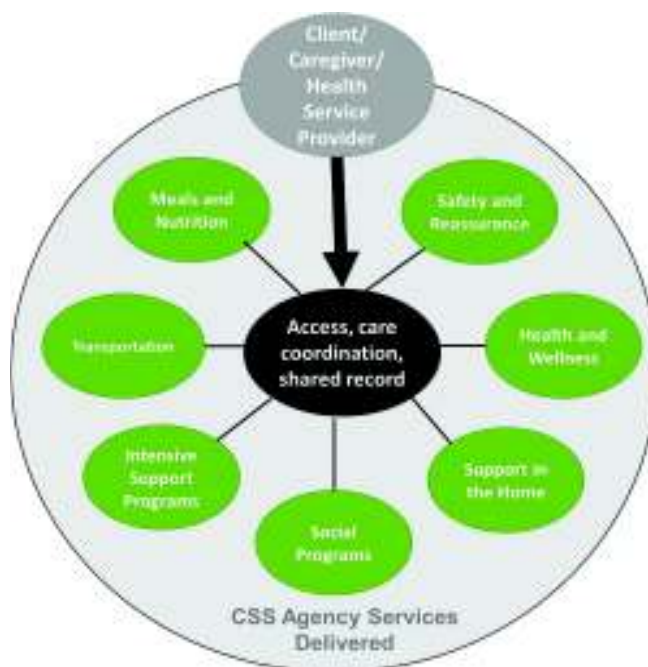 Client/
Caregiver/
Health
Service
Provider
Meals and
Nutrition
Safety and
Reassurance
Transportation
Access, care
coordination,
shared record
Health and
Wellness
Intensive
Support
Programs
Support in
the Home
Social
Programs
CSS Agency Services
Delivered